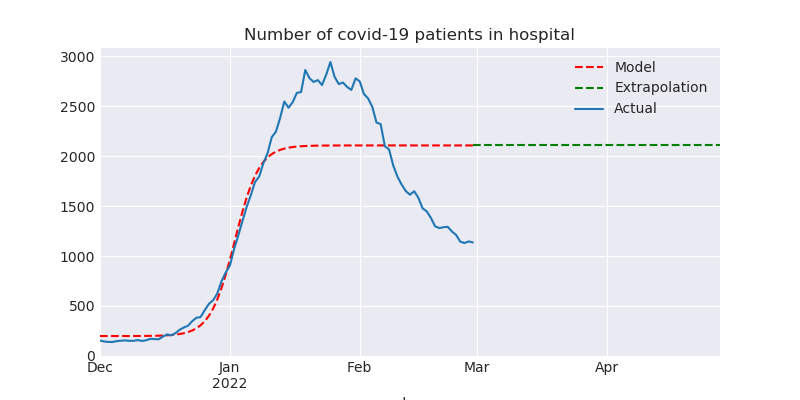 Number of covid-19 patients in hospital
3000
2500
2000
1500
1000
500
0
Model
Extrapolation
Actual
Dec
Jan
2022
Feb
Mar
Apr